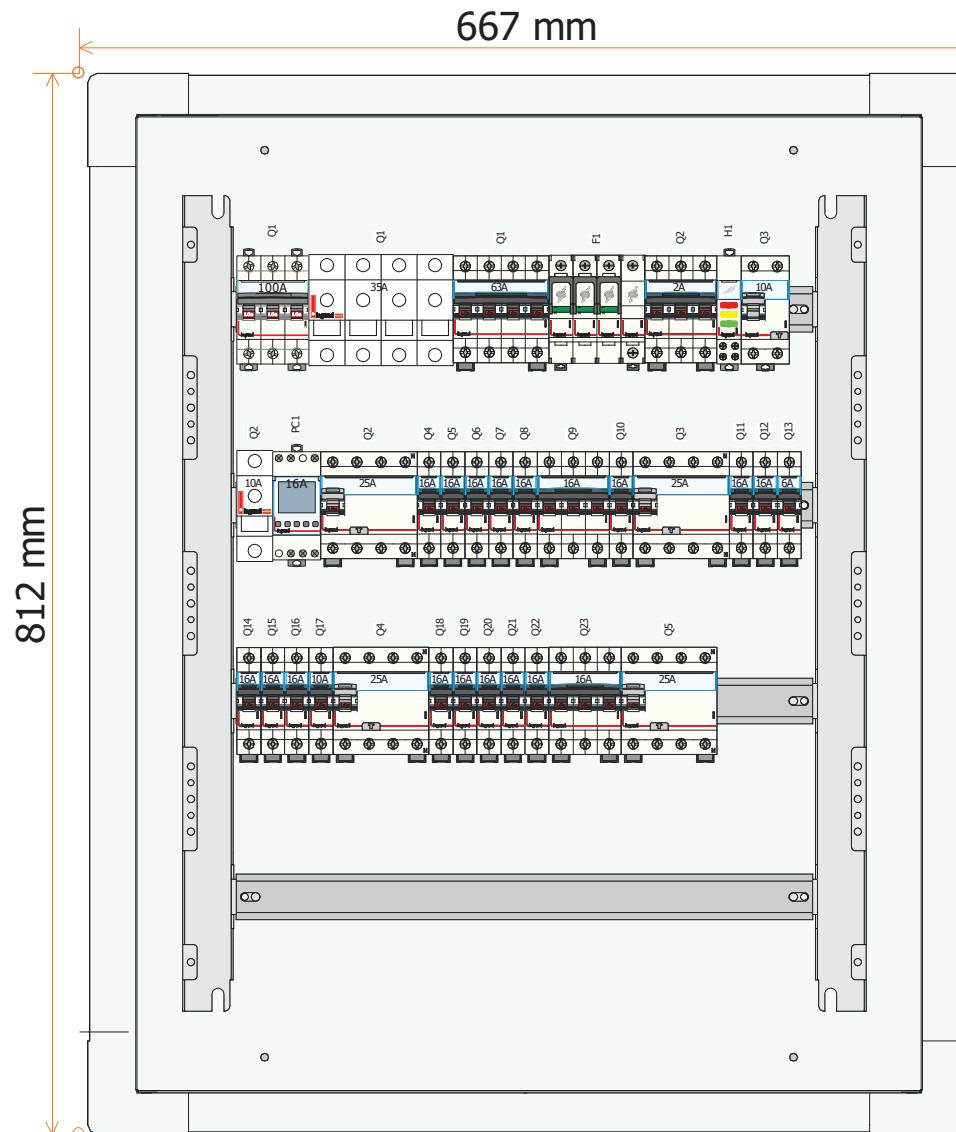 667 mm
812 mm
Q1 Q1 Q1 F1 Q2 H1 Q3
100A 35A 63A 2A 10A
legrand
Q2 PC1 Q2 Q4 Q5 Q6 Q7 Q8 Q9 Q10 Q3 Q11 Q12 Q13
10A 16A 25A 16A 16A 16A 16A 16A 16A 16A 25A 16A 16A 6A
legrand
Q14 Q15 Q16 Q17 Q4 Q18 Q19 Q20 Q21 Q22 Q23 Q5
16A 16A 16A 10A 25A 16A 16A 16A 16A 16A 16A 25A